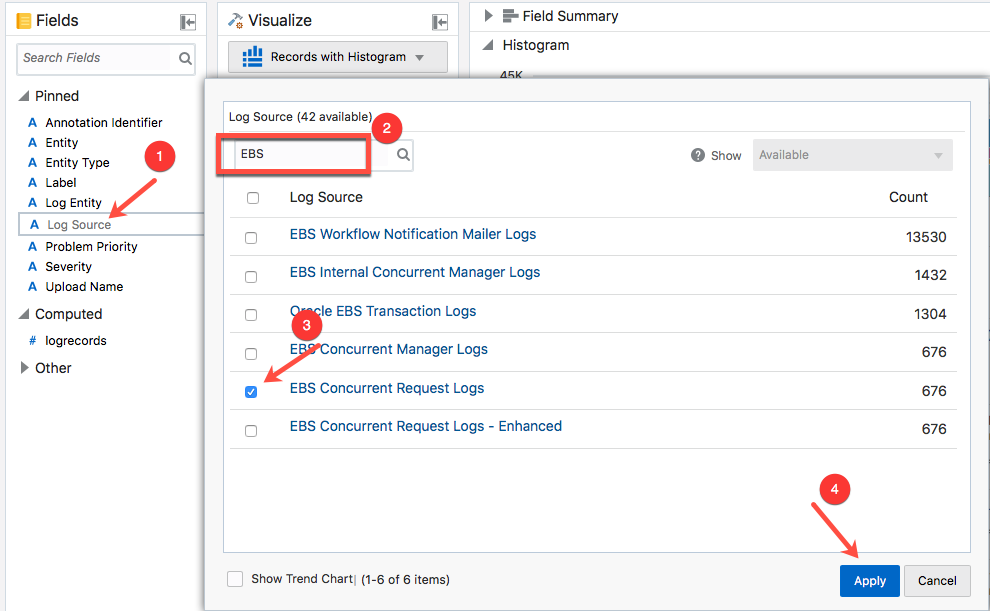 Fields
Search Fields
Pinned
A Annotation Identifier
A Entity
A Entity Type
A Label
A Log Entity
A Log Source
A Problem Priority
A Severity
A Upload Name
Computed
# logrecords
Other
1
Visualize
Records with Histogram
Field Summary
Histogram
45K
Log Source (42 available)
2
EBS
? Show Available
Log Source Count
EBS Workflow Notification Mailer Logs 13530
EBS Internal Concurrent Manager Logs 1432
Oracle EBS Transaction Logs 1304
3
EBS Concurrent Manager Logs 676
EBS Concurrent Request Logs 676
EBS Concurrent Request Logs - Enhanced 676
4
Show Trend Chart| (1-6 of 6 items)
Apply Cancel